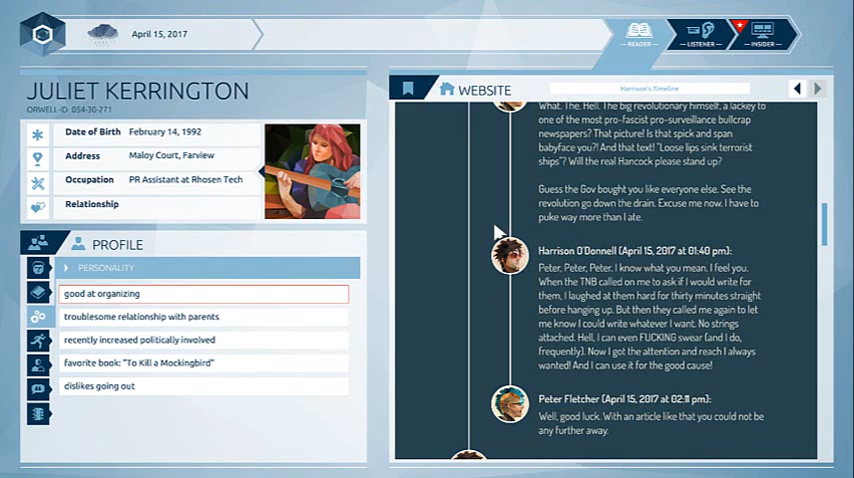 April 15, 2017
— READER —
— LISTENER —
— INSIDER —
JULIET KERRINGTON
ORWELL-ID 054-30-271
Date of Birth February 14, 1992
Address Maloy Court, Farview
Occupation PR Assistant at Rhosen Tech
Relationship
PROFILE
PERSONALITY
good at organizing
troublesome relationship with parents
recently increased politically involved
favorite book: "To Kill a Mockingbird"
dislikes going out
WEBSITE
Harrison's Timeline
What. The. Hell. The big revolutionary himself, a lackey to
one of the most pro-fascist pro-surveillance bullcrap
newspapers? That picture! Is that spick and span
babyface you?! And that text! "Loose lips sink terrorist
ships"? Will the real Hancock please stand up?
Guess the Gov bought you like everyone else. See the
revolution go down the drain. Excuse me now. I have to
puke way more than I ate.
Harrison O'Donnell (April 15, 2017 at 01:40 pm):
Peter, Peter, Peter. I know what you mean. I feel you.
When the TNB called on me to ask if I would write for
them, I laughed at them hard for thirty minutes straight
before hanging up. But then they called me again to let
me know I could write whatever I want. No strings
attached. Hell, I can even FUCKING swear (and I do,
frequently). Now I got the attention and reach I always
wanted! And I can use it for the good cause!
Peter Fletcher (April 15, 2017 at 02:11 pm):
Well, good luck. With an article like that you could not be
any further away.